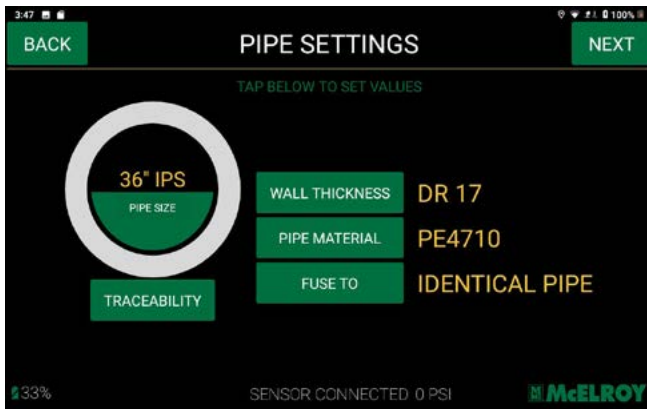 3:47 100%
BACK PIPE SETTINGS NEXT
TAP BELOW TO SET VALUES
36" IPS
PIPE SIZE
WALL THICKNESS DR 17
PIPE MATERIAL PE4710
FUSE TO IDENTICAL PIPE
TRACEABILITY
33% SENSOR CONNECTED 0 PSI McELROY